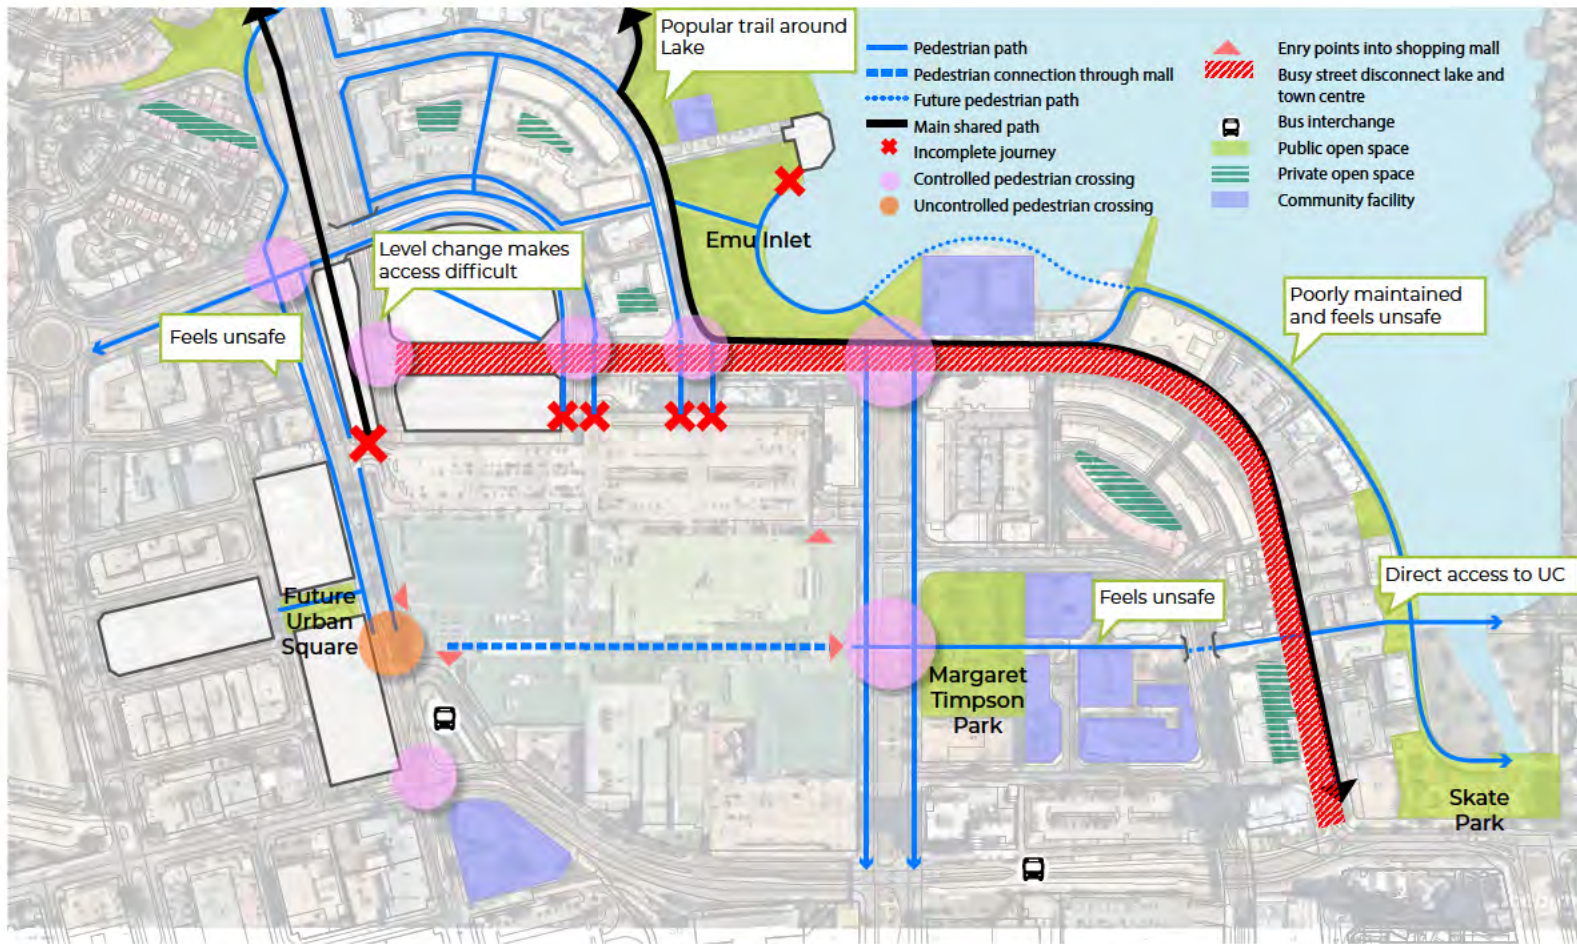 Popular trail around
Lake
Pedestrian path
Pedestrian connection through mall
Future pedestrian path
Main shared path
Incomplete journey
Controlled pedestrian crossing
Uncontrolled pedestrian crossing
Enry points into shopping mall
Busy street disconnect lake and
town centre
Bus interchange
Public open space
Private open space
Community facility
Emu Inlet
Level change makes
access difficult
Feels unsafe
Poorly maintained
and feels unsafe
Direct access to UC
Feels unsafe
Future
Urban
Square
Margaret
Timpson
Park
Skate
Park